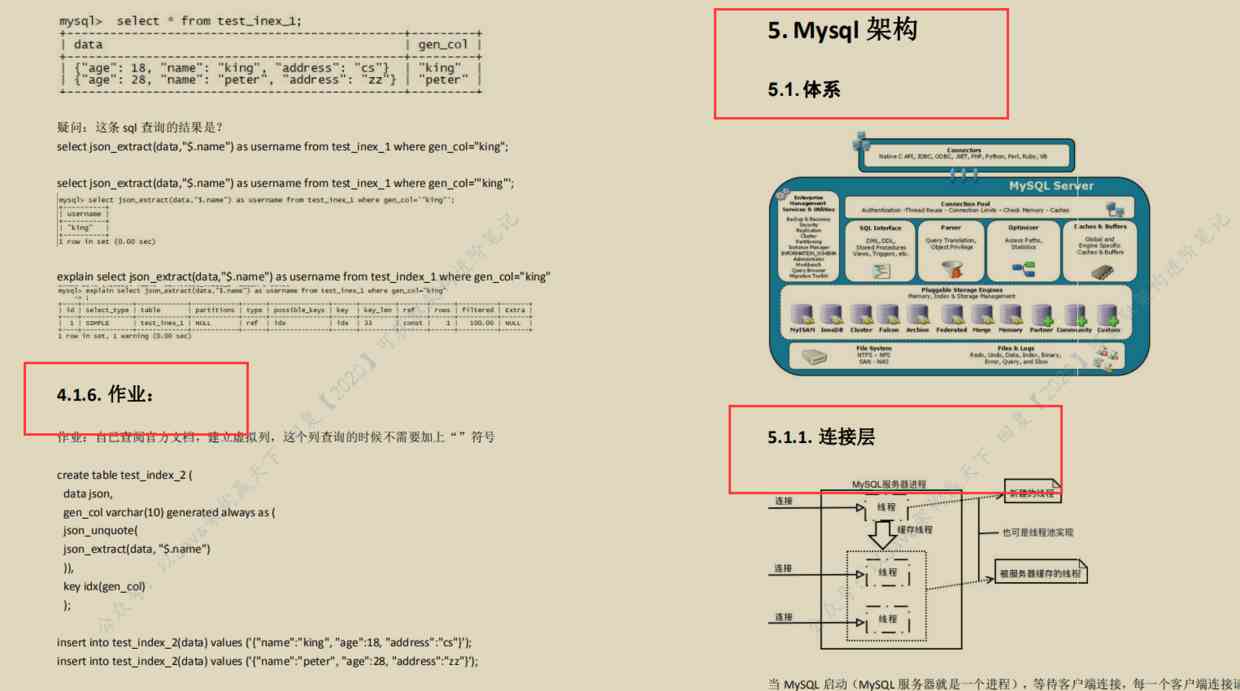 mysql> select * from test_inex_1;
| data | gen_col |
| {"age": 18, "name": "king", "address": "cs"} | "king" |
| {"age": 28, "name": "peter", "address": "zz"} | "peter" |
疑问：这条 sql 查询的结果是？
select json_extract(data,"$.name") as username from test_inex_1 where gen_col="king";
select json_extract(data,"$.name") as username from test_inex_1 where gen_col='"king"';
mysql> select json_extract(data,"$.name") as username from test_inex_1 where gen_col='"king"';
| username |
| "king" |
1 row in set (0.00 sec)
explain select json_extract(data,"$.name") as username from test_index_1 where gen_col="king"
mysql> explain select json_extract(data,"$.name") as username from test_inex_1 where gen_col="king"
-> ;
| id | select_type | table | partitions | type | possible_keys | key | key_len | ref | rows | filtered | Extra |
| 1 | SIMPLE | test_inex_1 | NULL | ref | idx | idx | 33 | const | 1 | 100.00 | NULL |
1 row in set, 1 warning (0.00 sec)
4.1.6. 作业：
作业：自己查阅官方文档，建立虚拟列，这个列查询的时候不需要加上“ ”符号
create table test_index_2 (
data json,
gen_col varchar(10) generated always as (
json_unquote(
json_extract(data, "$.name")
)),
key idx(gen_col)
);
insert into test_index_2(data) values ('{"name":"king", "age":18, "address":"cs"}');
insert into test_index_2(data) values ('{"name":"peter", "age":28, "address":"zz"}');
5. Mysql 架构
5.1. 体系
Connectors
Native C API, JDBC, ODBC, .NET, PHP, Python, Perl, Ruby, VB
MySQL Server
Enterprise
Management
Services & Utilities
Backup & Recovery
Security
Replication
Cluster
Partitioning
Instance Manager
INFORMATION_SCHEMA
Administrator
Workbench
Query Browser
Migration Toolkit
Connection Pool
Authentication - Thread Reuse - Connection Limits - Check Memory - Caches
SQL Interface
DML, DDL,
Stored Procedures
Views, Triggers, etc.
Parser
Query Translation,
Object Privilege
Optimizer
Access Paths,
Statistics
Caches & Buffers
Global and
Engine Specific
Caches & Buffers
Pluggable Storage Engines
Memory, Index & Storage Management
MyISAM InnoDB Cluster Falcon Archive Federated Merge Memory Partner Community Custom
File System
NTFS - NFS
SAN - NAS
Files & Logs
Redo, Undo, Data, Index, Binary,
Error, Query, and Slow
5.1.1. 连接层
MySQL服务器进程
连接
线程
新建的线程
缓存线程
也可是线程池实现
连接
线程
被服务器缓存的线程
连接
线程
当 MySQL 启动（MySQL 服务器就是一个进程），等待客户端连接，每一个客户端连接请